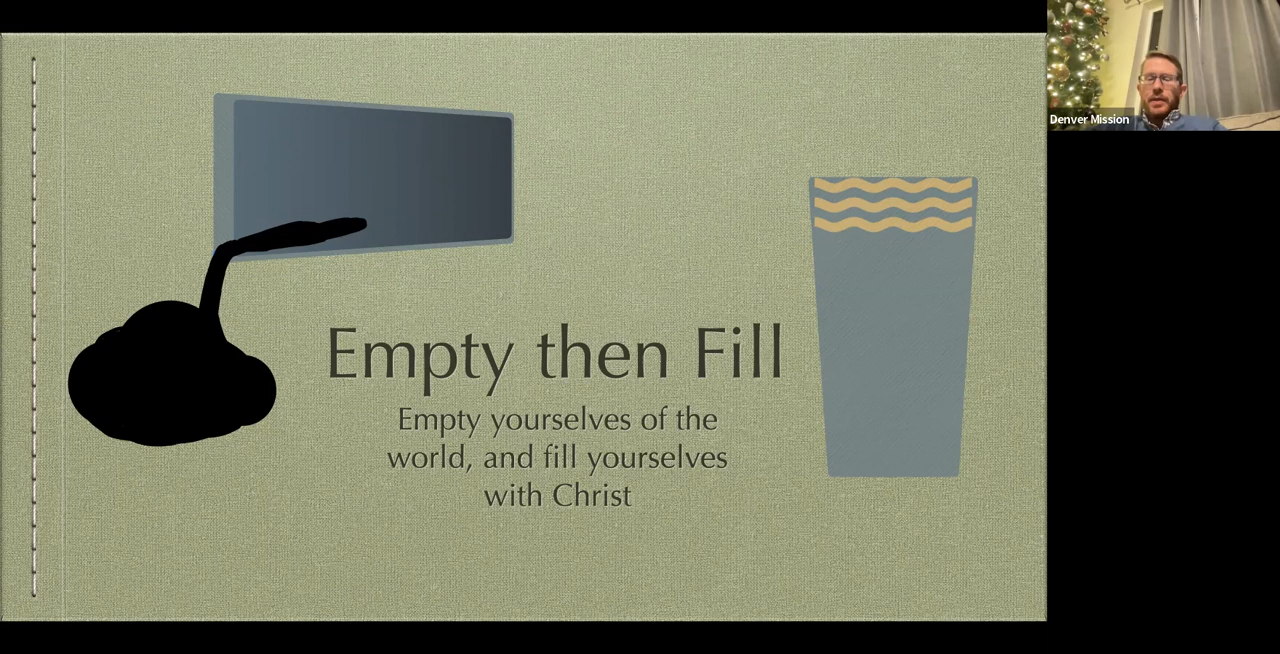 Denver Mission
Empty then Fill
Empty yourselves of the
world, and fill yourselves
with Christ